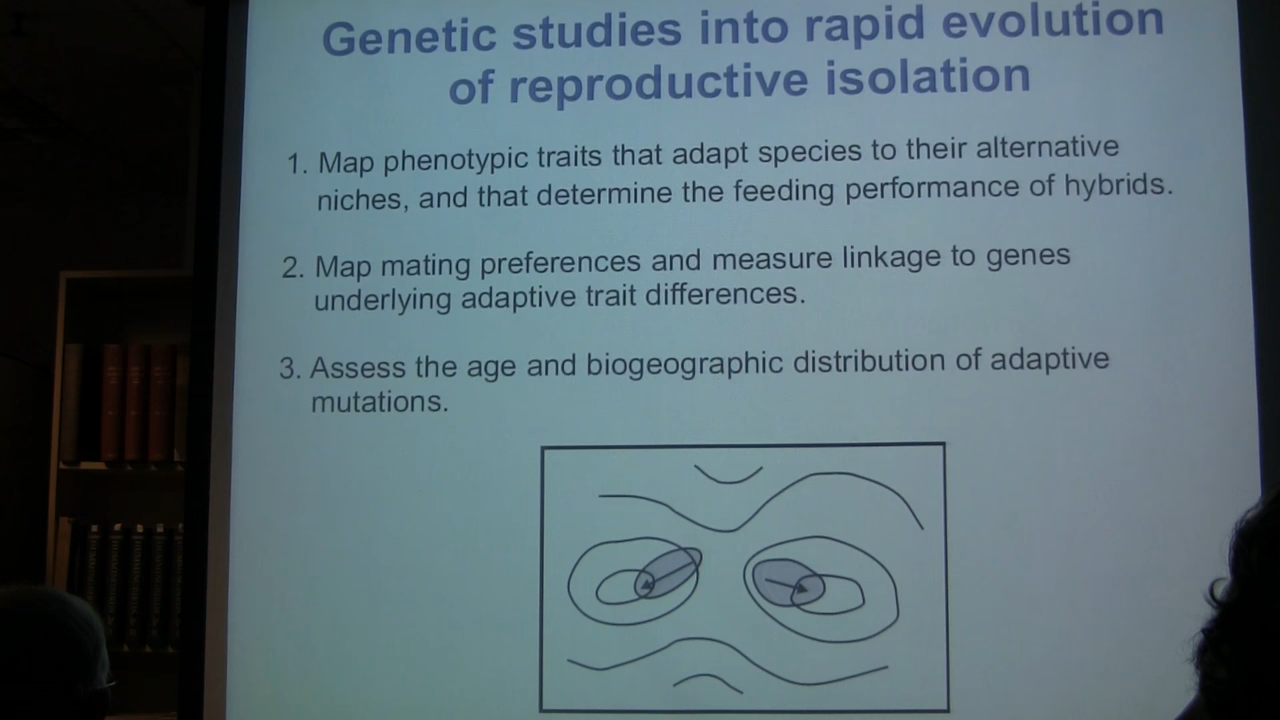 Genetic studies into rapid evolution
of reproductive isolation
1. Map phenotypic traits that adapt species to their alternative
niches, and that determine the feeding performance of hybrids.
2. Map mating preferences and measure linkage to genes
underlying adaptive trait differences.
3. Assess the age and biogeographic distribution of adaptive
mutations.